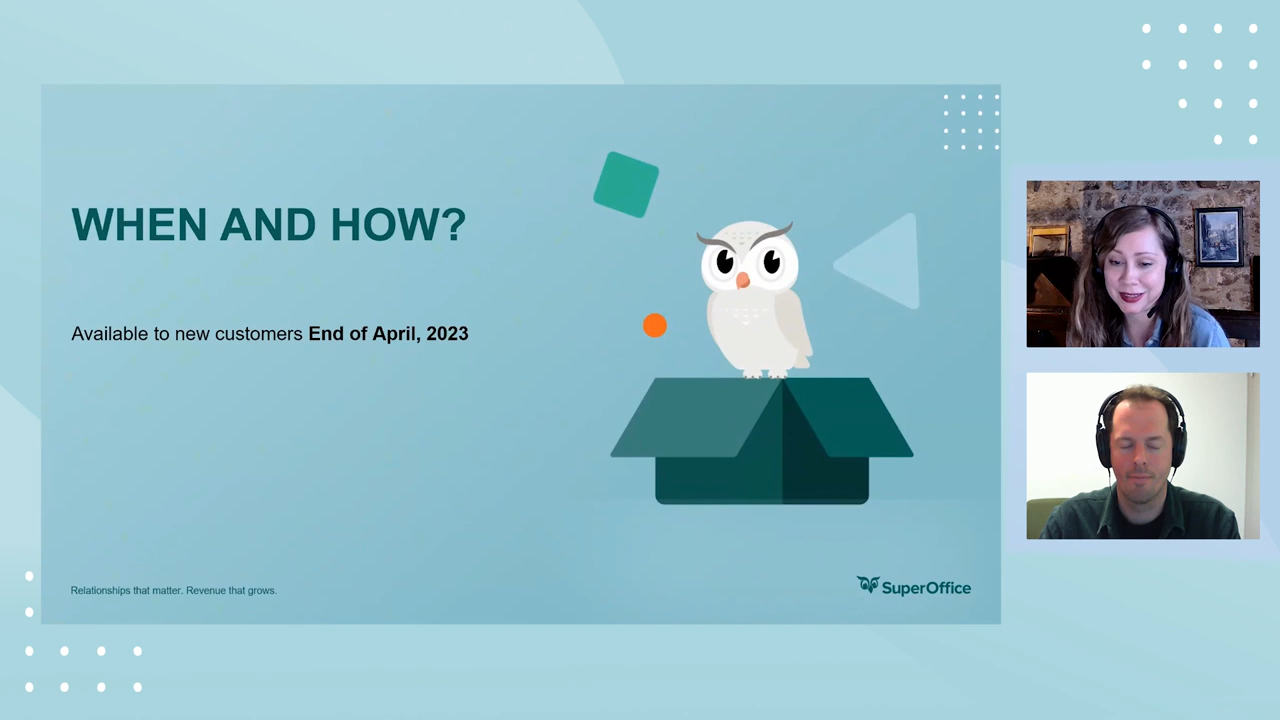 WHEN AND HOW?
Available to new customers End of April, 2023
Relationships that matter. Revenue that grows.
SuperOffice